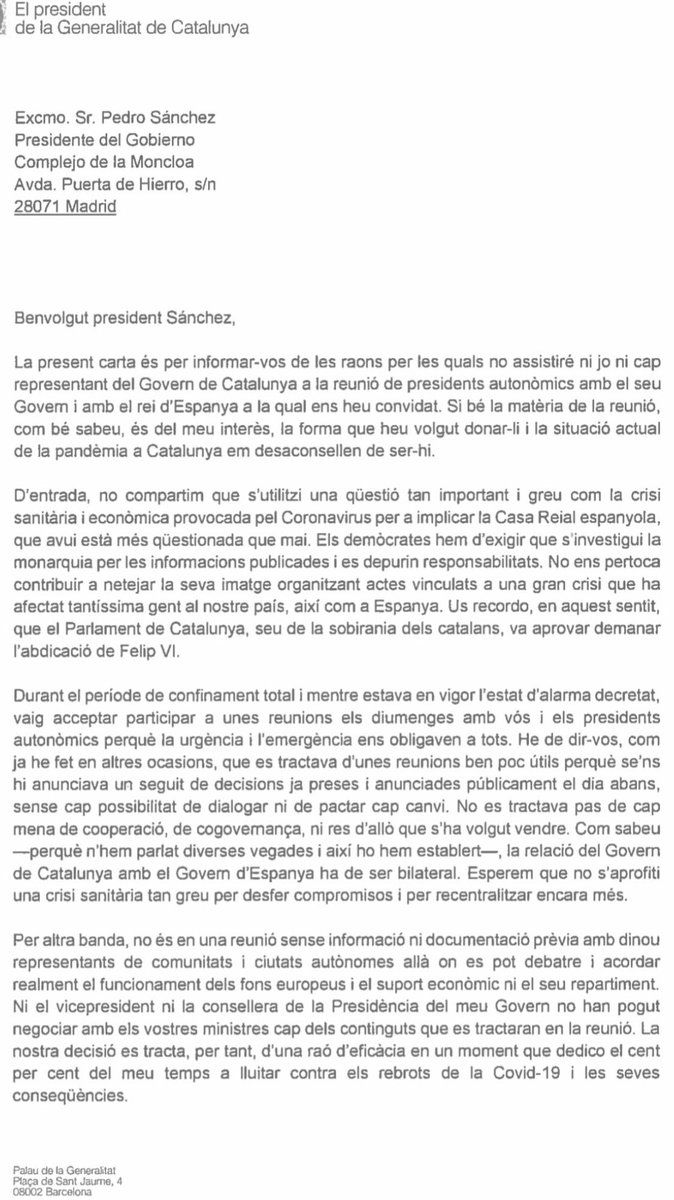 El president
de la Generalitat de Catalunya
Excmo. Sr. Pedro Sánchez
Presidente del Gobierno
Complejo de la Moncloa
Avda. Puerta de Hierro, s/n
28071 Madrid
Benvolgut president Sánchez,
La present carta és per informar-vos de les raons per les quals no assistiré ni jo ni cap
representant del Govern de Catalunya a la reunió de presidents autonòmics amb el seu
Govern i amb el rei d'Espanya a la qual ens heu convidat. Si bé la matèria de la reunió,
com bé sabeu, és del meu interès, la forma que heu volgut donar-li i la situació actual
de la pandèmia a Catalunya em desaconsellen de ser-hi.
D'entrada, no compartim que s'utilitzi una qüestió tan important i greu com la crisi
sanitària i econòmica provocada pel Coronavirus per a implicar la Casa Reial espanyola,
que avui està més qüestionada que mai. Els demòcrates hem d'exigir que s'investigui la
monarquia per les informacions publicades i es depurin responsabilitats. No ens pertoca
contribuir a netejar la seva imatge organitzant actes vinculats a una gran crisi que ha
afectat tantíssima gent al nostre país, així com a Espanya. Us recordo, en aquest sentit,
que el Parlament de Catalunya, seu de la sobirania dels catalans, va aprovar demanar
l'abdicació de Felip VI.
Durant el període de confinament total i mentre estava en vigor l'estat d'alarma decretat,
vaig acceptar participar a unes reunions els diumenges amb vós i els presidents
autonòmics perquè la urgència i l'emergència ens obligaven a tots. He de dir-vos, com
ja he fet en altres ocasions, que es tractava d'unes reunions ben poc útils perquè se'ns
hi anunciava un seguit de decisions ja preses i anunciades públicament el dia abans,
sense cap possibilitat de dialogar ni de pactar cap canvi. No es tractava pas de cap
mena de cooperació, de cogovernança, ni res d'allò que s'ha volgut vendre. Com sabeu
—perquè n'hem parlat diverses vegades i així ho hem establert—, la relació del Govern
de Catalunya amb el Govern d'Espanya ha de ser bilateral. Esperem que no s'aprofiti
una crisi sanitària tan greu per desfer compromisos i per recentralitzar encara més.
Per altra banda, no és en una reunió sense informació ni documentació prèvia amb dinou
representants de comunitats i ciutats autònomes allà on es pot debatre i acordar
realment el funcionament dels fons europeus i el suport econòmic ni el seu repartiment.
Ni el vicepresident ni la consellera de la Presidència del meu Govern no han pogut
negociar amb els vostres ministres cap dels continguts que es tractaran en la reunió. La
nostra decisió es tracta, per tant, d'una raó d'eficàcia en un moment que dedico el cent
per cent del meu temps a lluitar contra els rebrots de la Covid-19 i les seves
conseqüències.
Palau de la Generalitat
Plaça de Sant Jaume, 4
08002 Barcelona